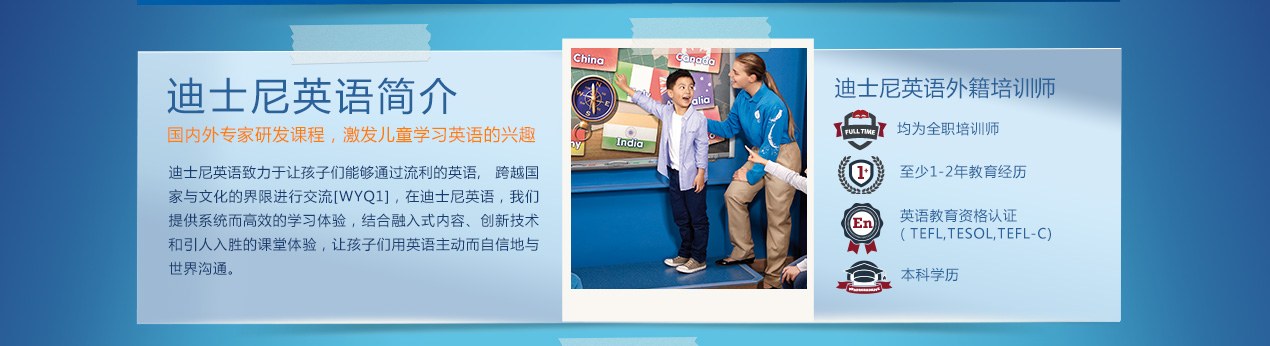 迪士尼英语简介
国内外专家研发课程，激发儿童学习英语的兴趣
迪士尼英语致力于让孩子们能够通过流利的英语, 跨越国
家与文化的界限进行交流[WYQ1]，在迪士尼英语，我们
提供系统而高效的学习体验，结合融入式内容、创新技术
和引人入胜的课堂体验，让孩子们用英语主动而自信地与
世界沟通。
China
Canada
India
迪士尼英语外籍培训师
FULL TIME
均为全职培训师
1+
至少1-2年教育经历
En
英语教育资格认证
( TEFL,TESOL,TEFL-C)
本科学历